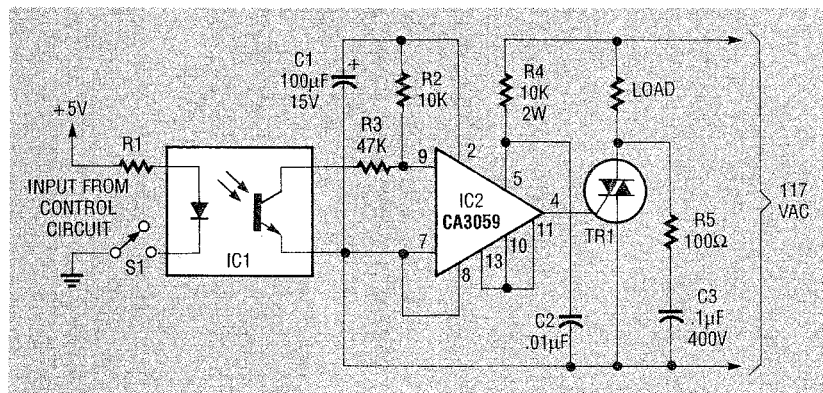 C1
100µF
15V
+
R2
10K
R4
10K
2W
LOAD
+5V
R1
R3
47K
9
2
5
4
INPUT FROM
CONTROL
CIRCUIT
IC2
CA3059
117
VAC
7
8
13
10
11
TR1
R5
100Ω
S1
IC1
C2
.01µF
C3
.1µF
400V